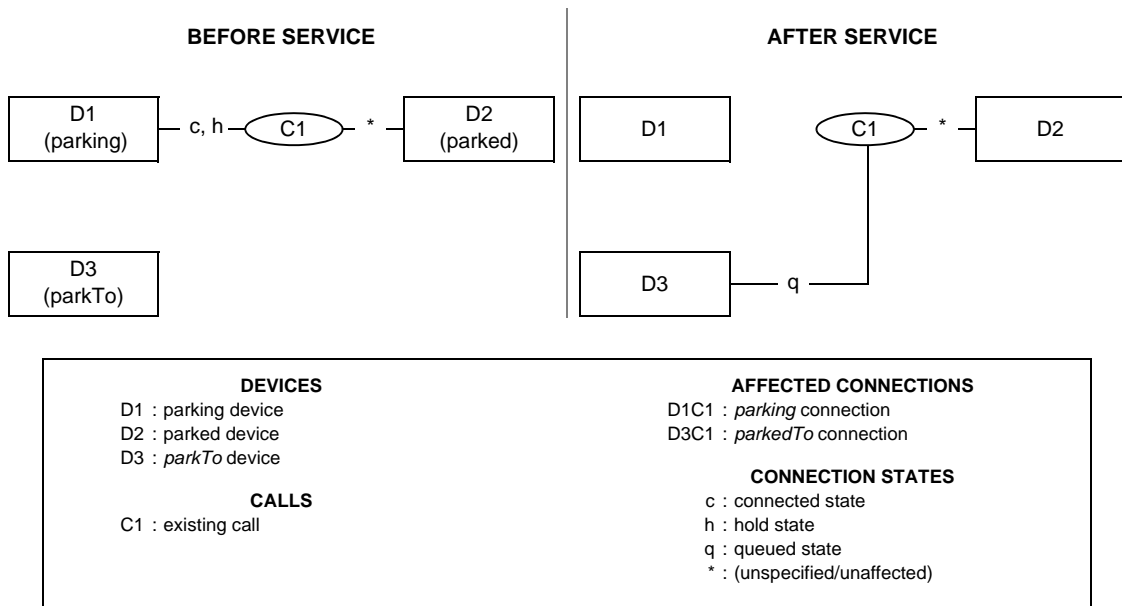 BEFORE SERVICE
D1
(parking)
c, h
C1
*
D2
(parked)
D3
(parkTo)
AFTER SERVICE
D1
C1
*
D2
D3
q
DEVICES
D1 : parking device
D2 : parked device
D3 : parkTo device
CALLS
C1 : existing call
AFFECTED CONNECTIONS
D1C1 : parking connection
D3C1 : parkedTo connection
CONNECTION STATES
c : connected state
h : hold state
q : queued state
* : (unspecified/unaffected)